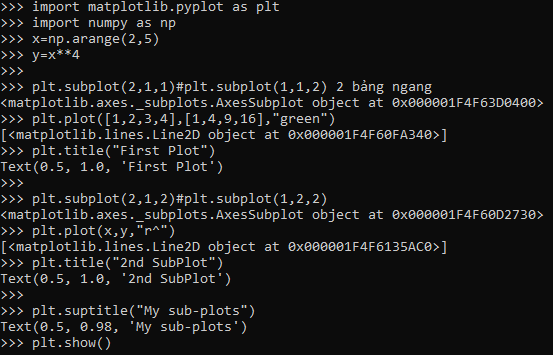 >>> import matplotlib.pyplot as plt
>>> import numpy as np
>>> x=np.arange(2,5)
>>> y=x**4
>>>
>>> plt.subplot(2,1,1)#plt.subplot(1,1,2) 2 bảng ngang
<matplotlib.axes._subplots.AxesSubplot object at 0x000001F4F63D0400>
>>> plt.plot([1,2,3,4],[1,4,9,16],"green")
[<matplotlib.lines.Line2D object at 0x000001F4F60FA340>]
>>> plt.title("First Plot")
Text(0.5, 1.0, 'First Plot')
>>>
>>> plt.subplot(2,1,2)#plt.subplot(1,2,2)
<matplotlib.axes._subplots.AxesSubplot object at 0x000001F4F60D2730>
>>> plt.plot(x,y,"r^")
[<matplotlib.lines.Line2D object at 0x000001F4F6135AC0>]
>>> plt.title("2nd SubPlot")
Text(0.5, 1.0, '2nd SubPlot')
>>>
>>> plt.suptitle("My sub-plots")
Text(0.5, 0.98, 'My sub-plots')
>>> plt.show()